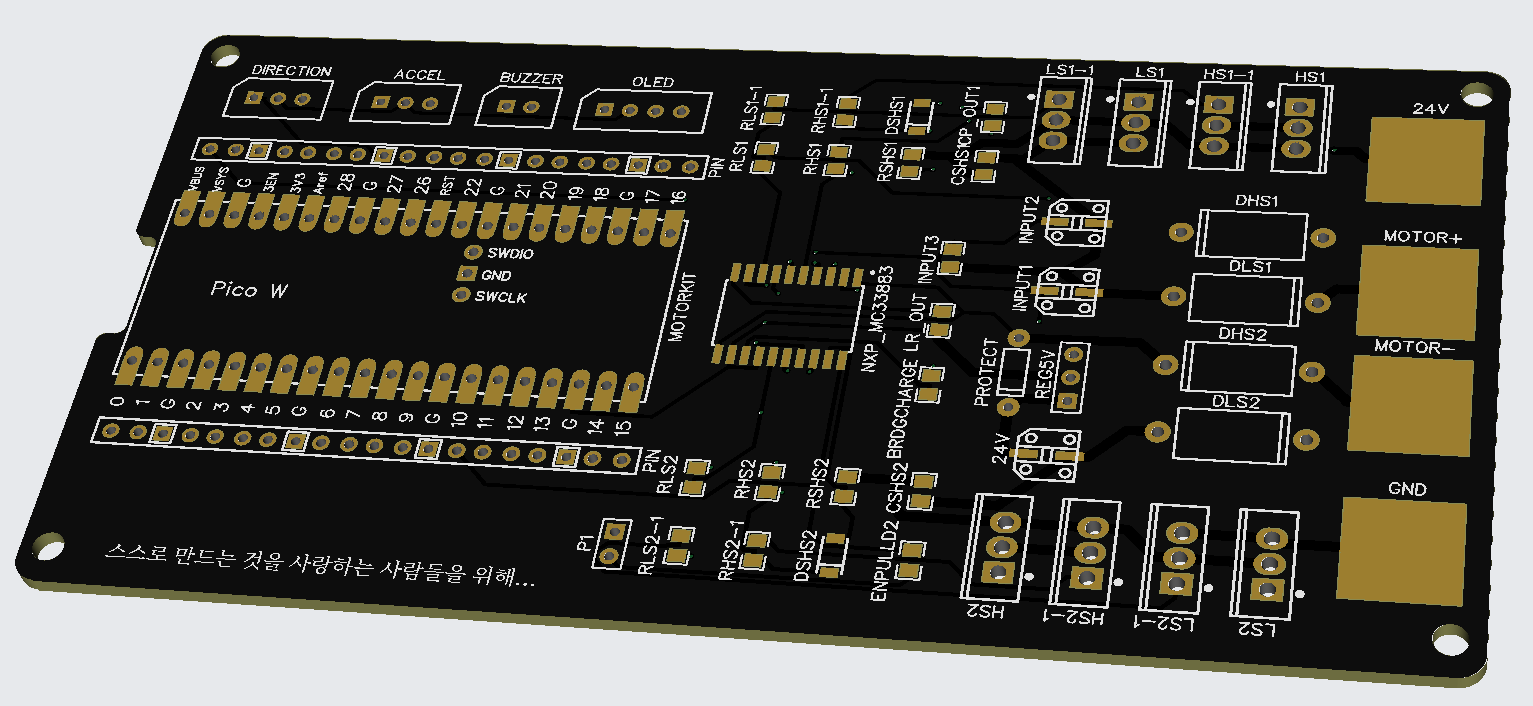 DIRECTION
ACCEL
BUZZER
OLED
RLS1-1
RHS1-1
DSHS1
CP_OUT1
LS1-1
LS1
HS1-1
HS1
24V
RLS1
RHS1
RSHS1
CSHS1
PIN
VBUS
VSYS
G
3EN
3V3
Aref
28
G
27
26
RST
22
G
21
20
19
18
G
17
16
SWDIO
GND
SWCLK
Pico W
MOTORKIT
NXP_MC33883
INPUT3
INPUT2
INPUT1
LR_OUT
BRDGCHARGE
PROTECT
REG5V
24V
DHS1
MOTOR+
DLS1
DHS2
MOTOR-
DLS2
GND
0
1
G
2
3
4
5
G
6
7
8
9
G
10
11
12
13
G
14
15
PIN
RLS2
RHS2
RSHS2
CSHS2
P1
RLS2-1
RHS2-1
DSHS2
ENPULLD2
HS2
HS2-1
LS2-1
LS2
스스로 만드는 것을 사랑하는 사람들을 위해...